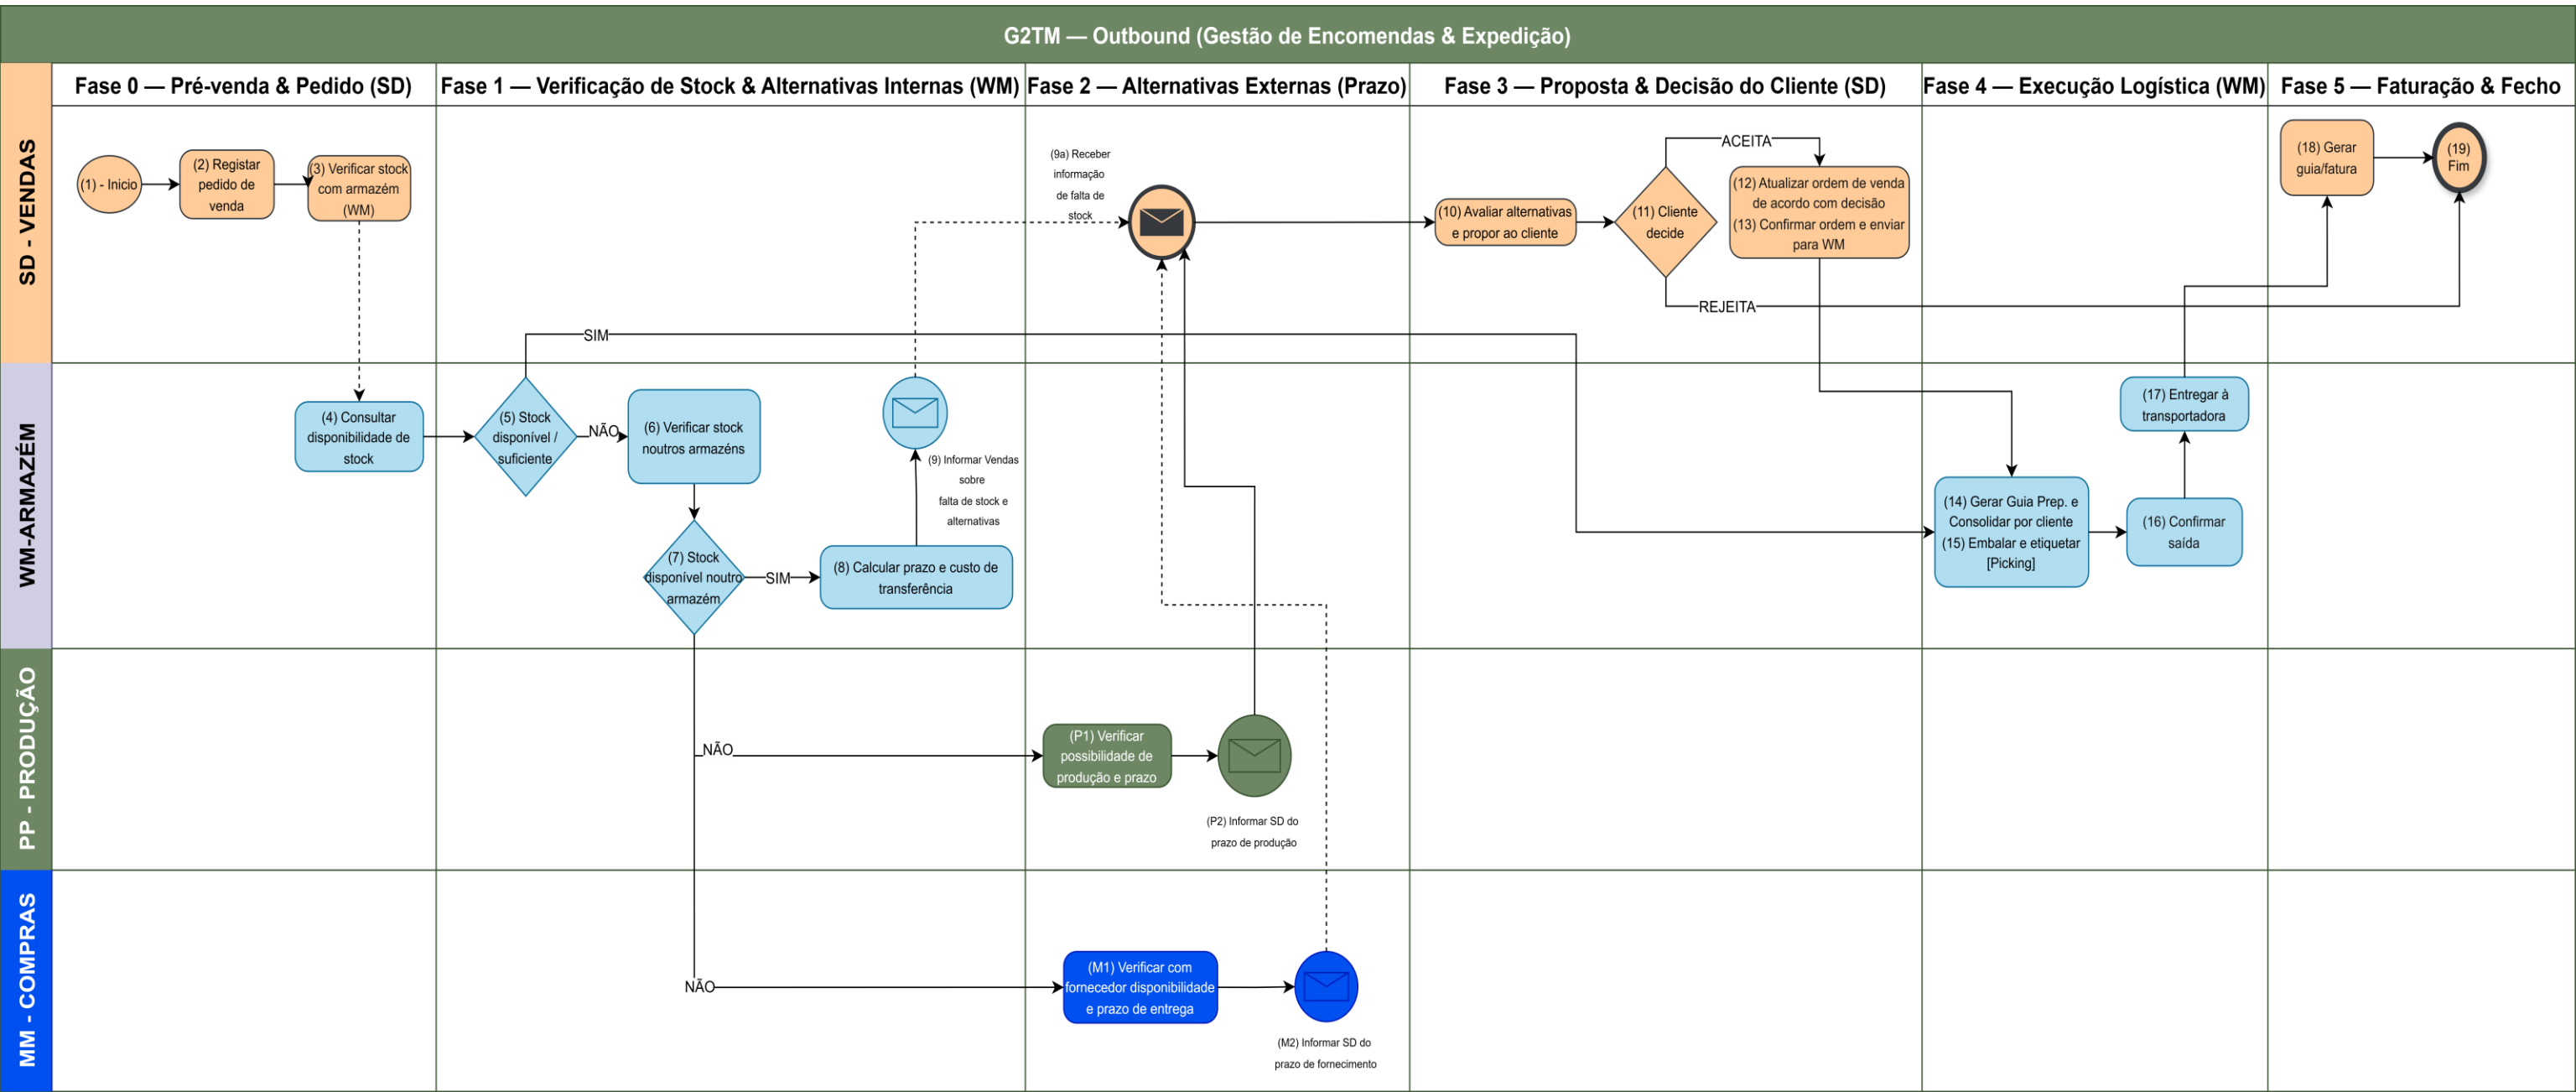 G2TM — Outbound (Gestão de Encomendas & Expedição)
Fase 0 — Pré-venda & Pedido (SD)
Fase 1 — Verificação de Stock & Alternativas Internas (WM)
Fase 2 — Alternativas Externas (Prazo)
Fase 3 — Proposta & Decisão do Cliente (SD)
Fase 4 — Execução Logística (WM)
Fase 5 — Faturação & Fecho
SD - VENDAS
(1) - Inicio
(2) Registar
pedido de
venda
(3) Verificar stock
com armazém
(WM)
(9a) Receber
informação
de falta de
stock
(10) Avaliar alternativas
e propor ao cliente
(11) Cliente
decide
ACEITA
REJEITA
(12) Atualizar ordem de venda
de acordo com decisão
(13) Confirmar ordem e enviar
para WM
(18) Gerar
guia/fatura
(19)
Fim
SIM
WM-ARMAZÉM
(4) Consultar
disponibilidade de
stock
(5) Stock
disponível /
suficiente
NÃO
(6) Verificar stock
noutros armazéns
(7) Stock
disponível noutro
armazém
SIM
(8) Calcular prazo e custo de
transferência
(9) Informar Vendas
sobre
falta de stock e
alternativas
(14) Gerar Guia Prep. e
Consolidar por cliente
(15) Embalar e etiquetar
[Picking]
(16) Confirmar
saída
(17) Entregar à
transportadora
PP - PRODUÇÃO
NÃO
(P1) Verificar
possibilidade de
produção e prazo
(P2) Informar SD do
prazo de produção
MM - COMPRAS
NÃO
(M1) Verificar com
fornecedor disponibilidade
e prazo de entrega
(M2) Informar SD do
prazo de fornecimento